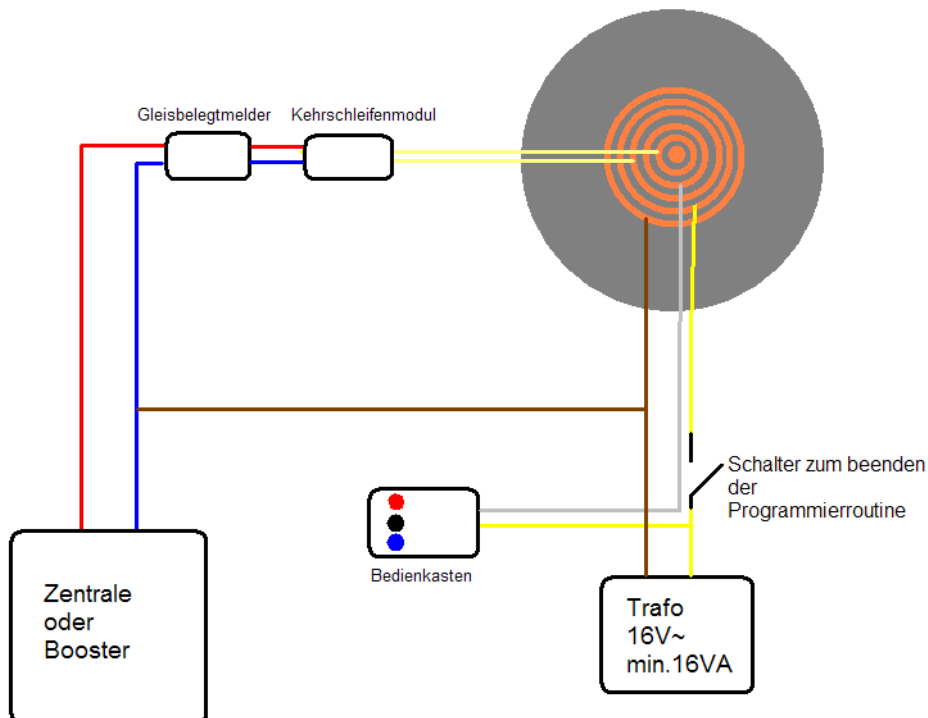 Gleisbelegtmelder
Kehrschleifenmodul
Schalter zum beenden
der
Programmierroutine
Bedienkasten
Zentrale
oder
Booster
Trafo
16V~
min.16VA